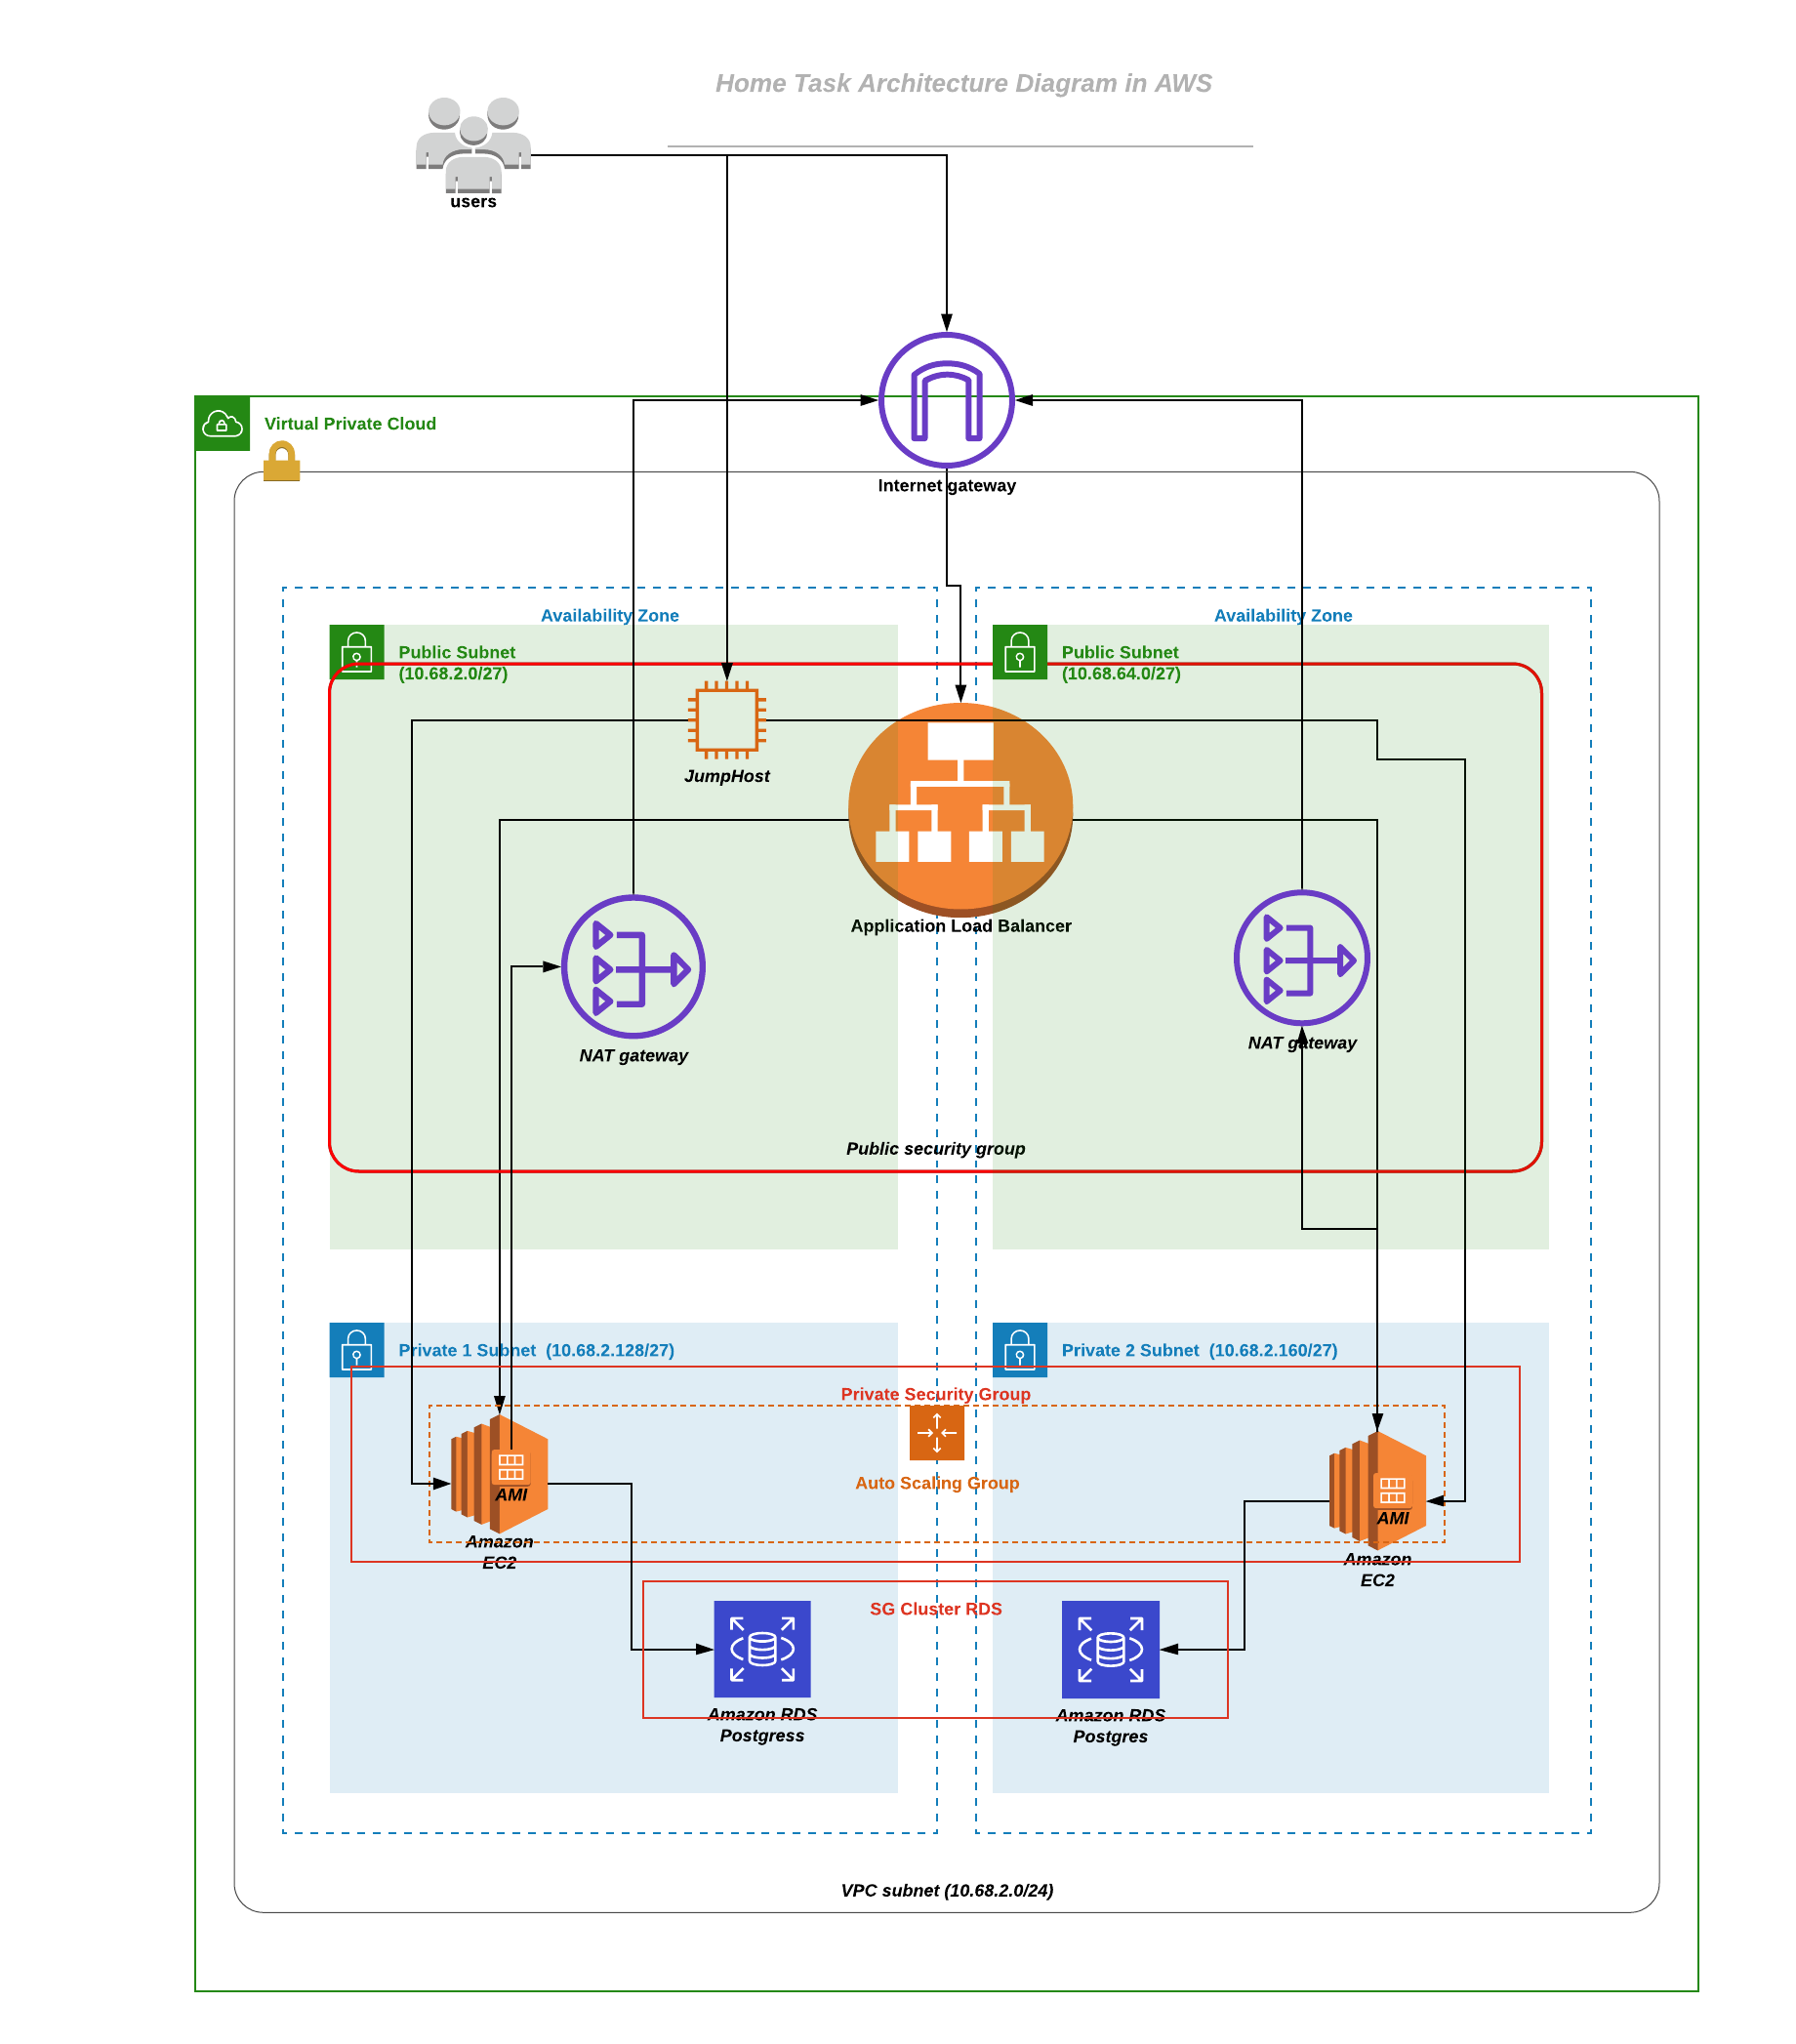 Home Task Architecture Diagram in AWS
users
Virtual Private Cloud
Internet gateway
Availability Zone
Availability Zone
Public Subnet
(10.68.2.0/27)
Public Subnet
(10.68.64.0/27)
JumpHost
Application Load Balancer
NAT gateway
NAT gateway
Public security group
Private 1 Subnet (10.68.2.128/27)
Private 2 Subnet (10.68.2.160/27)
Private Security Group
Auto Scaling Group
AMI
AMI
Amazon
EC2
Amazon
EC2
SG Cluster RDS
Amazon RDS
Postgress
Amazon RDS
Postgres
VPC subnet (10.68.2.0/24)